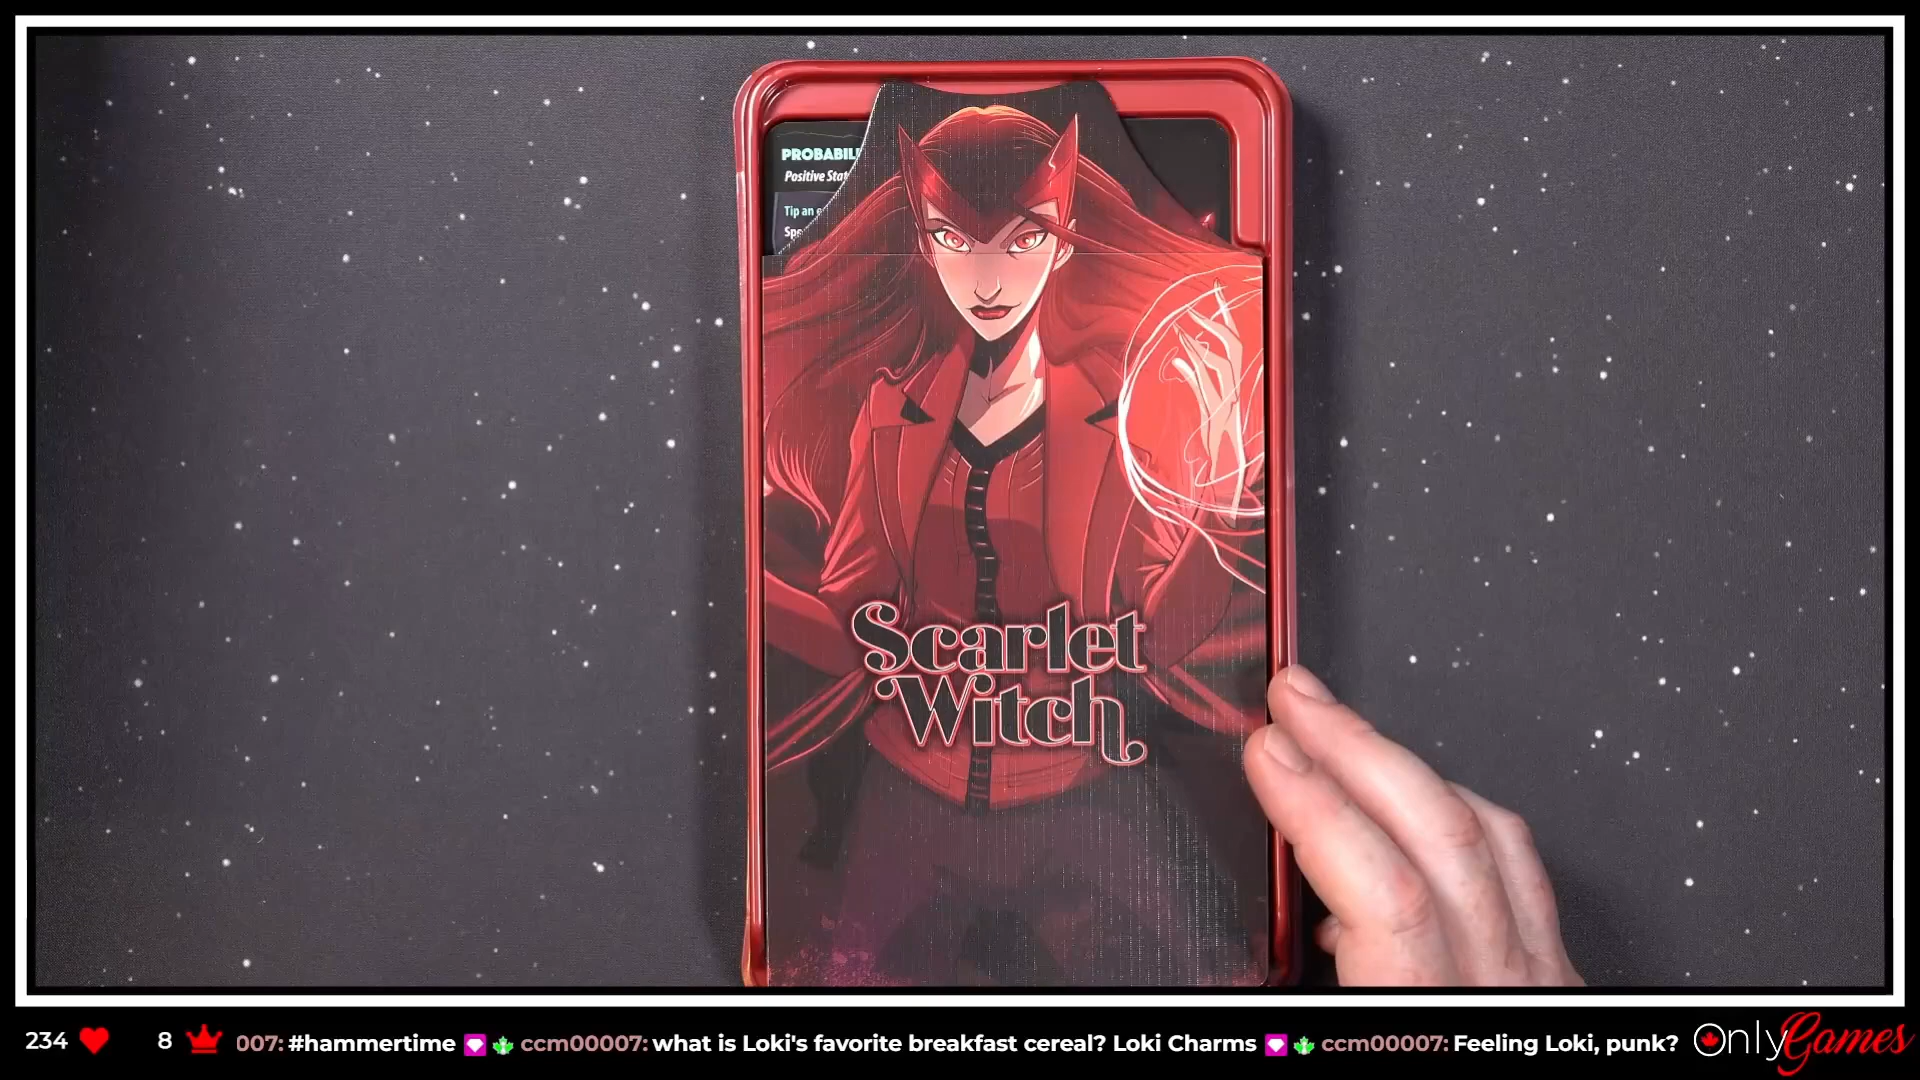 PROBABIL
Positive Stat
Tip an e
Spe
Scarlet
Witch
234 8 007: #hammertime ccm00007: what is Loki's favorite breakfast cereal? Loki Charms ccm00007: Feeling Loki, punk? OnlyGames